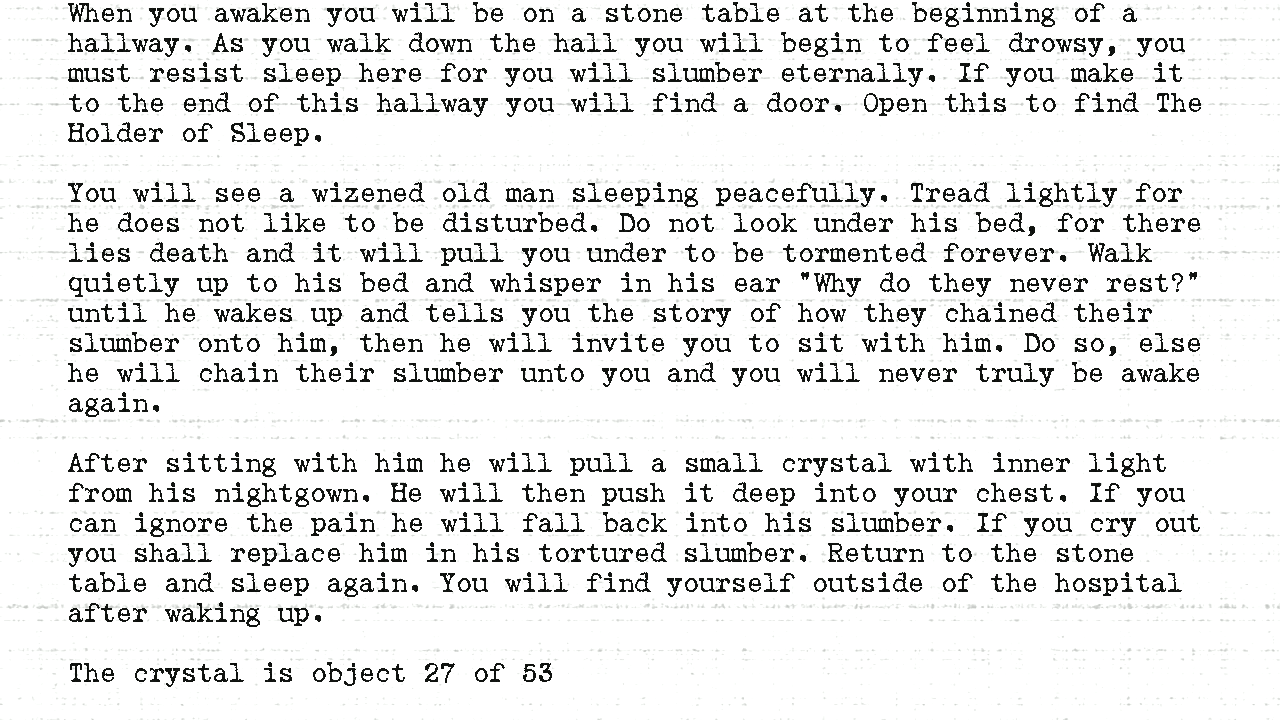 When you awaken you will be on a stone table at the beginning of a
hallway. As you walk down the hall you will begin to feel drowsy, you
must resist sleep here for you will slumber eternally. If you make it
to the end of this hallway you will find a door. Open this to find The
Holder of Sleep.

You will see a wizened old man sleeping peacefully. Tread lightly for
he does not like to be disturbed. Do not look under his bed, for there
lies death and it will pull you under to be tormented forever. Walk
quietly up to his bed and whisper in his ear "Why do they never rest?"
until he wakes up and tells you the story of how they chained their
slumber onto him, then he will invite you to sit with him. Do so, else
he will chain their slumber unto you and you will never truly be awake
again.

After sitting with him he will pull a small crystal with inner light
from his nightgown. He will then push it deep into your chest. If you
can ignore the pain he will fall back into his slumber. If you cry out
you shall replace him in his tortured slumber. Return to the stone
table and sleep again. You will find yourself outside of the hospital
after waking up.

The crystal is object 27 of 53